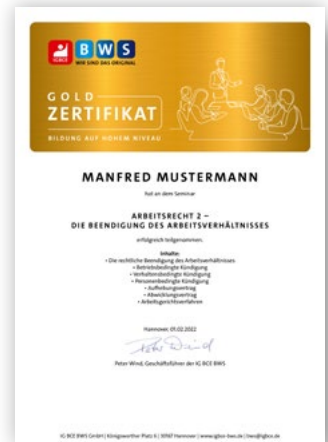 IGBCE
BWS
WIR SIND DAS ORIGINAL
GOLD
ZERTIFIKAT
BILDUNG AUF HOHEM NIVEAU
MANFRED MUSTERMANN
hat an dem Seminar
ARBEITSRECHT 2 –
DIE BEENDIGUNG DES ARBEITSVERHÄLTNISSES
erfolgreich teilgenommen.
Inhalte:
• Die rechtliche Beendigung des Arbeitsverhältnisses
• Betriebsbedingte Kündigung
• Verhaltensbedingte Kündigung
• Personenbedingte Kündigung
• Aufhebungsvertrag
• Abwicklungsvertrag
• Arbeitsgerichtsverfahren
Hannover, 01.02.2022
Peter Wind
Peter Wind, Geschäftsführer der IG BCE BWS
IG BCE BWS GmbH | Königsworther Platz 6 | 30167 Hannover | www.igbce-bws.de | bws@igbce.de